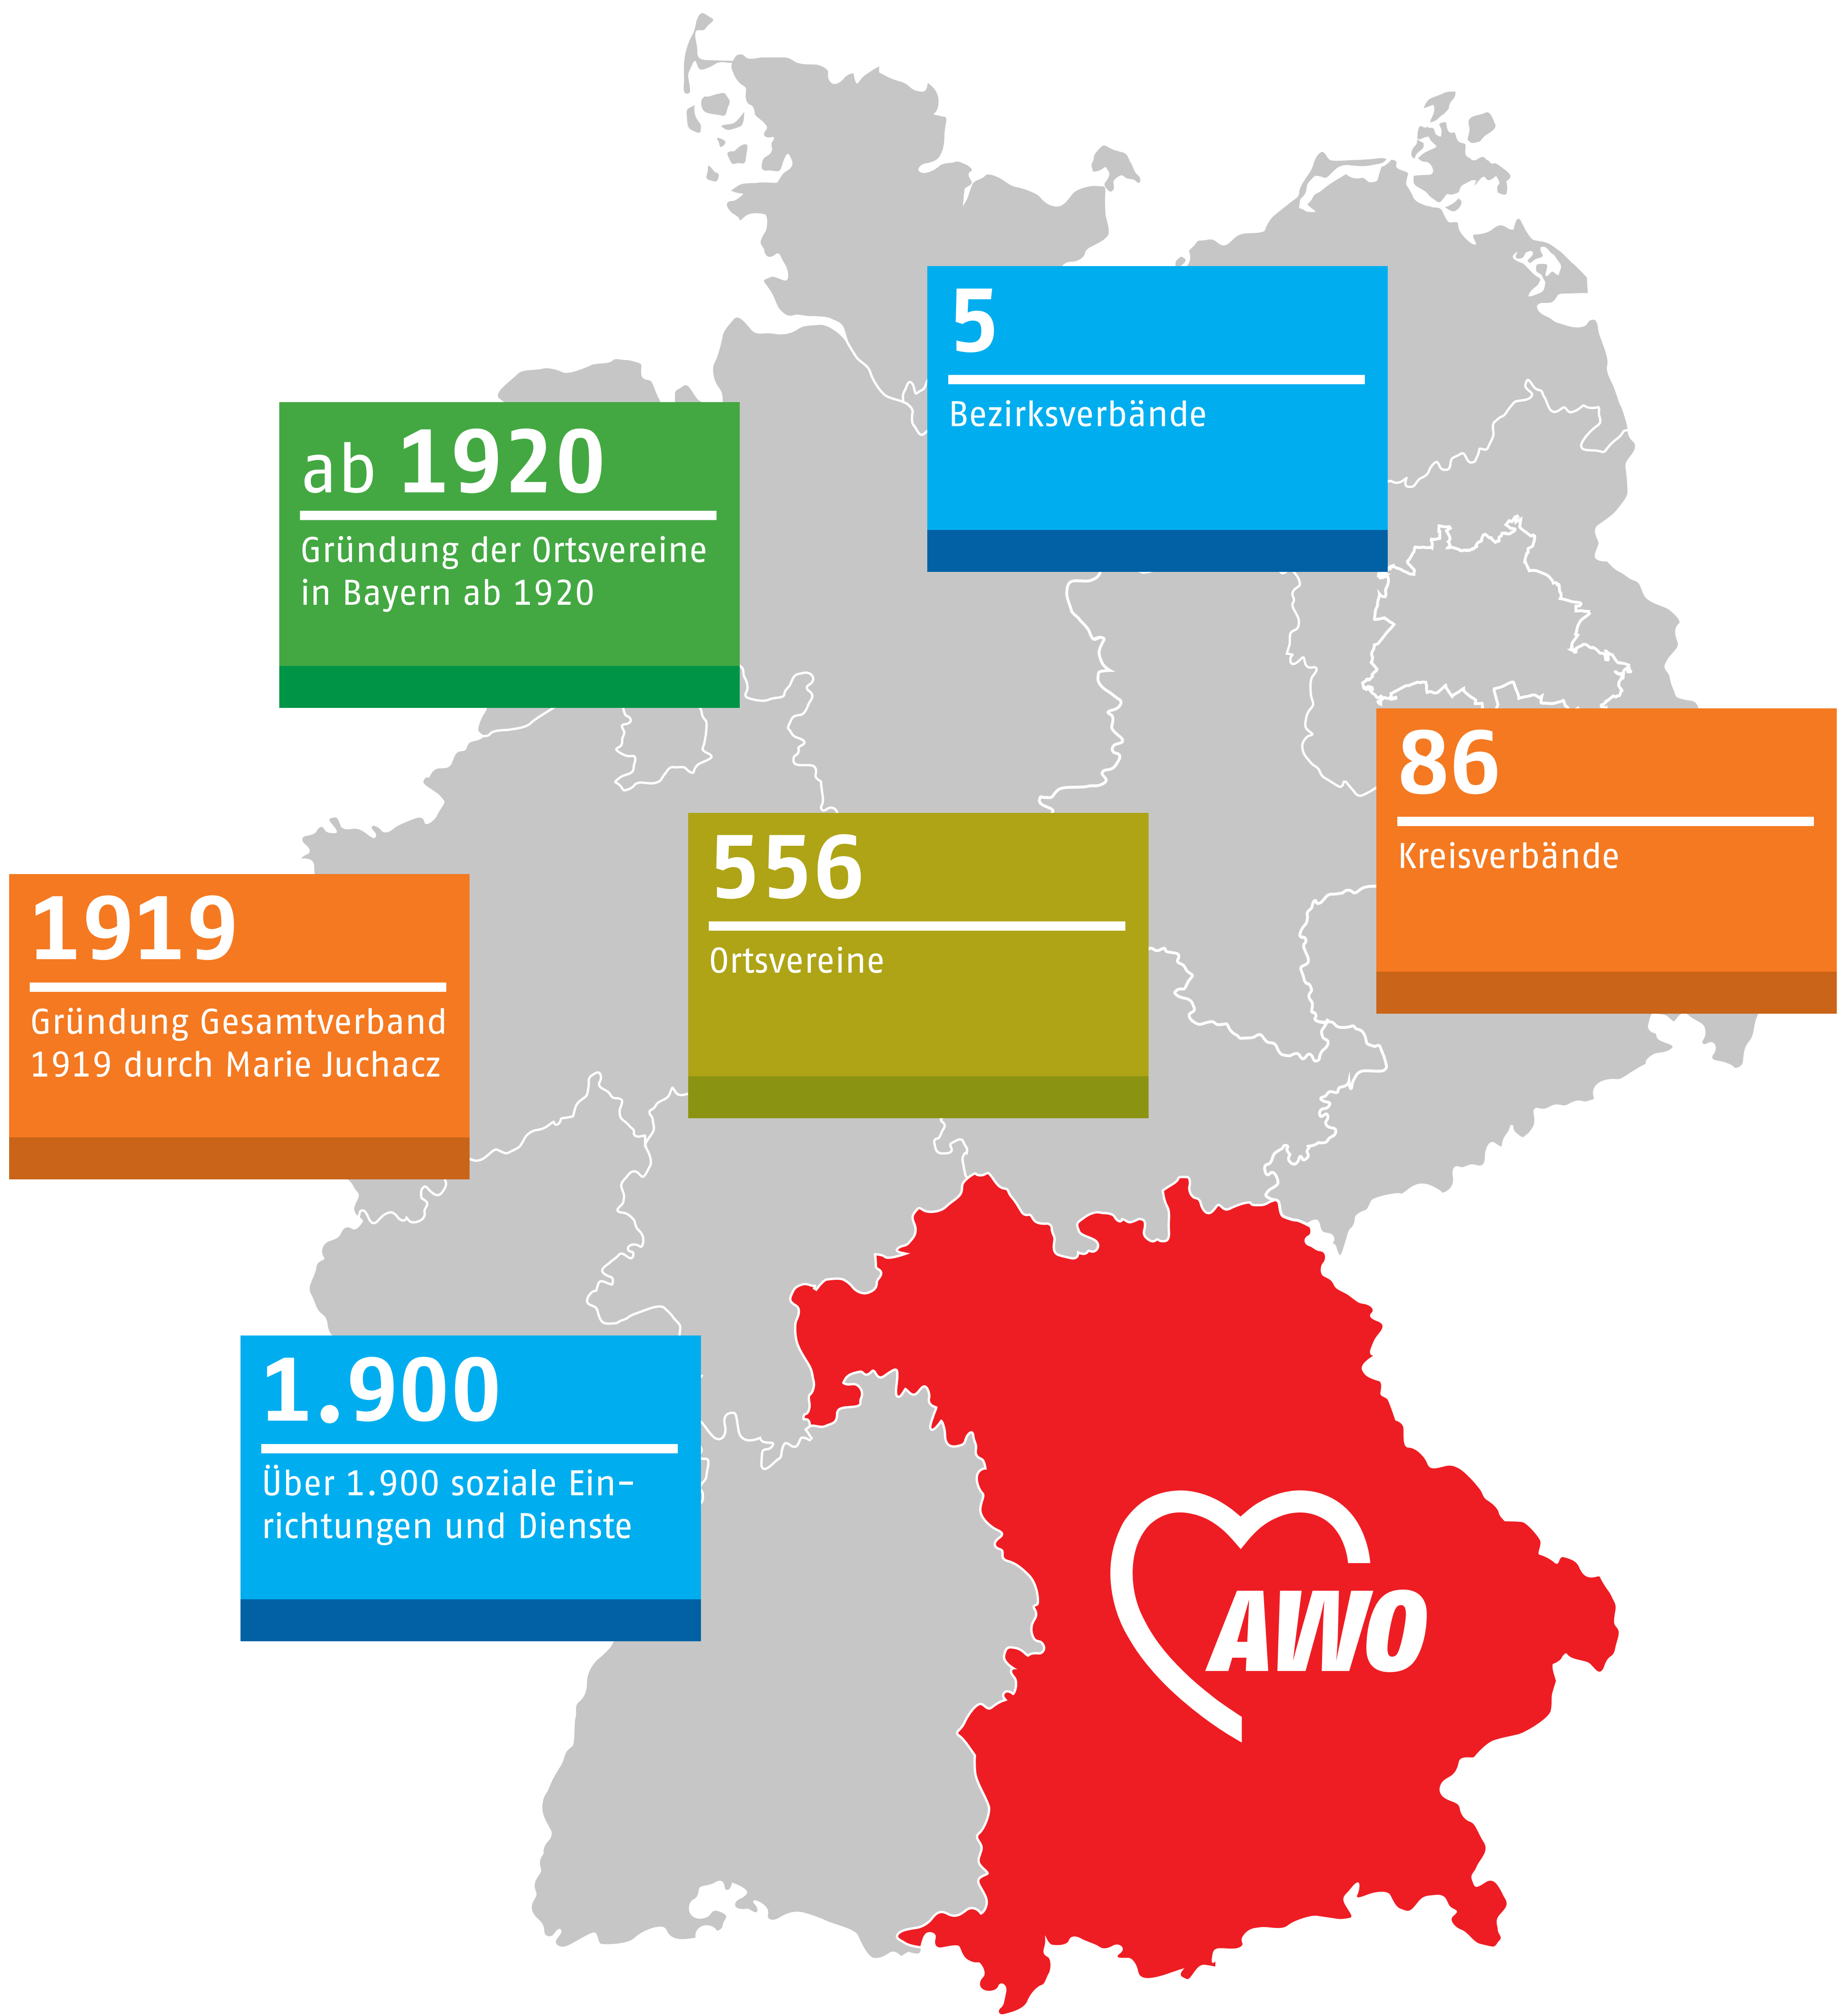 5
Bezirksverbände
ab 1920
Gründung der Ortsvereine
in Bayern ab 1920
86
Kreisverbände
556
Ortsvereine
1919
Gründung Gesamtverband
1919 durch Marie Juchacz
1.900
Über 1.900 soziale Ein-
richtungen und Dienste
AWO